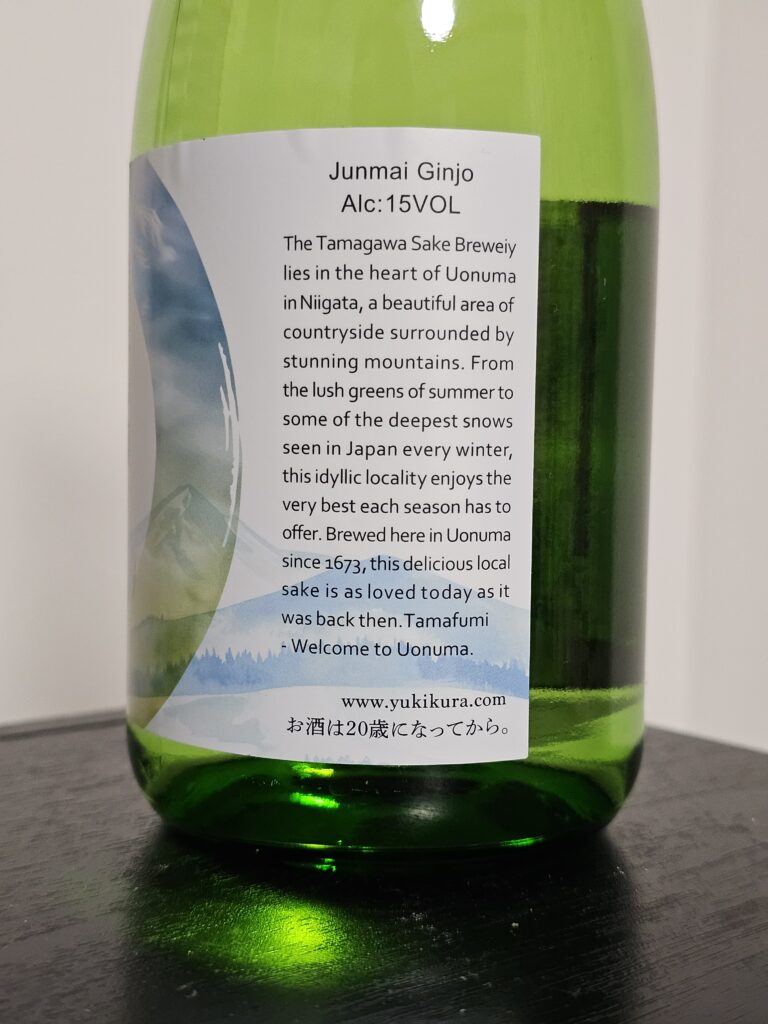 Junmai Ginjo
Alc:15VOL
The Tamagawa Sake Breweiy
lies in the heart of Uonuma
in Niigata, a beautiful area of
countryside surrounded by
stunning mountains. From
the lush greens of summer to
some of the deepest snows
seen in Japan every winter,
this idyllic locality enjoys the
very best each season has to
offer. Brewed here in Uonuma
since 1673, this delicious local
sake is as loved today as it
was back then.Tamafumi
- Welcome to Uonuma.
www.yukikura.com
お酒は20歳になってから。